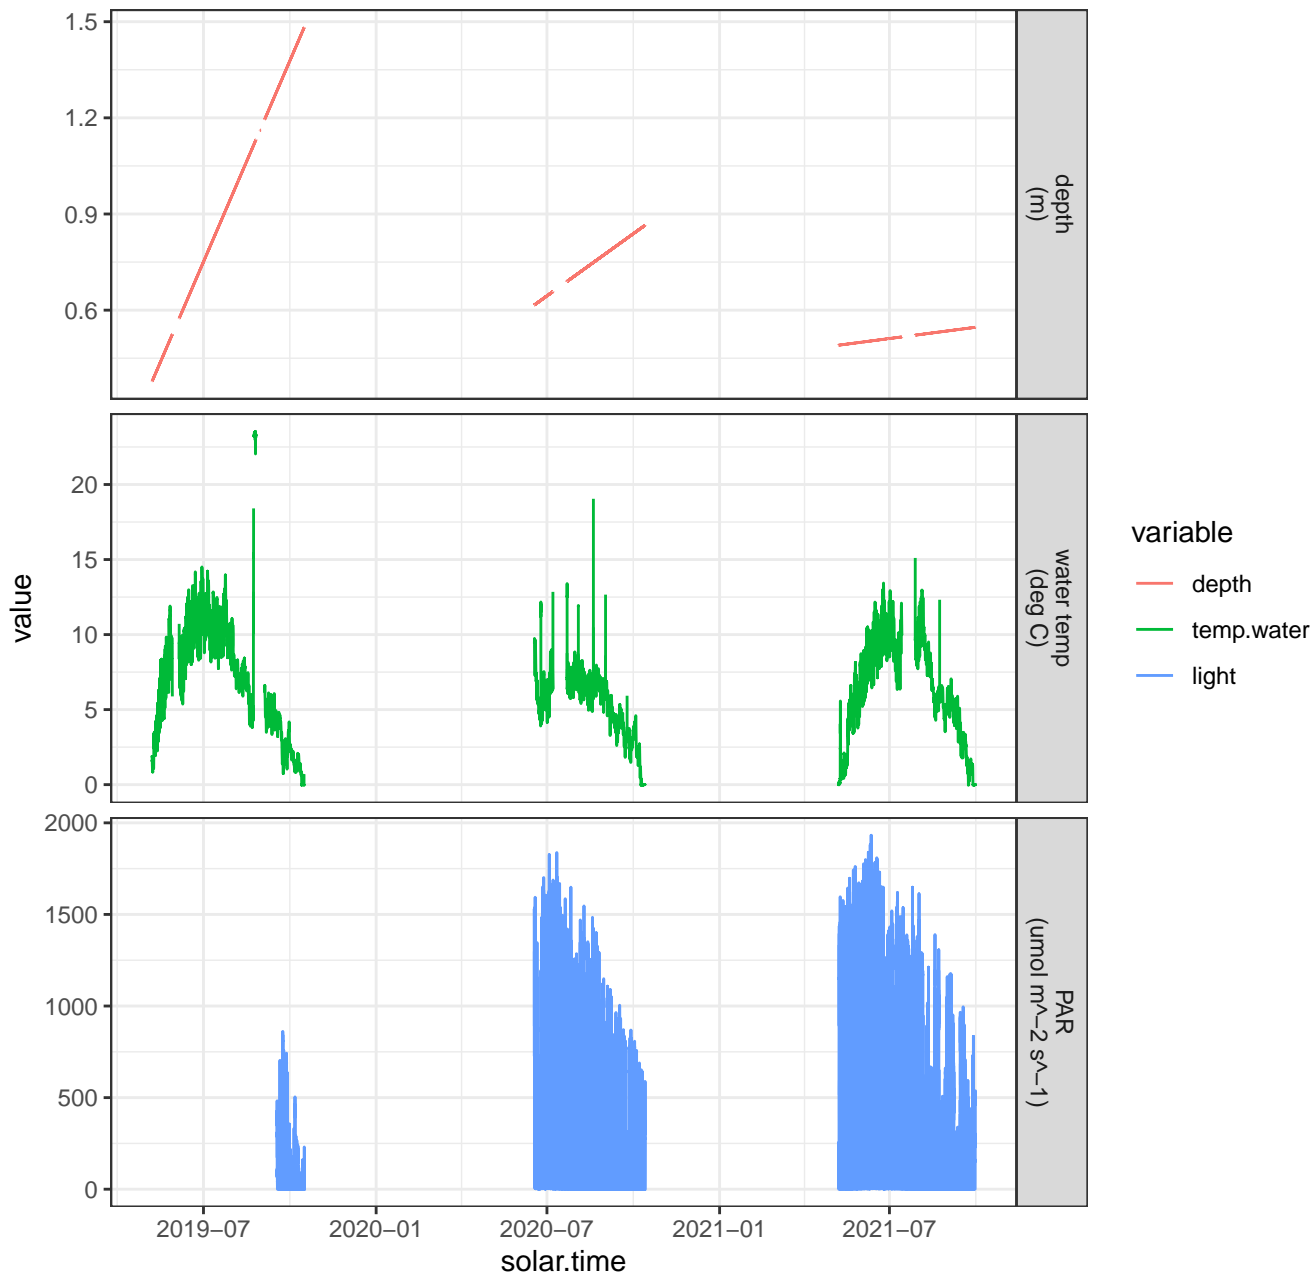 1.5
1.2
0.9
0.6
depth
(m)
20
15
10
5
0
water temp
(deg C)
2000
1500
1000
500
0
PAR
(umol m^−2 s^−1)
value
2019−07
2020−01
2020−07
2021−01
2021−07
solar.time
variable
depth
temp.water
light